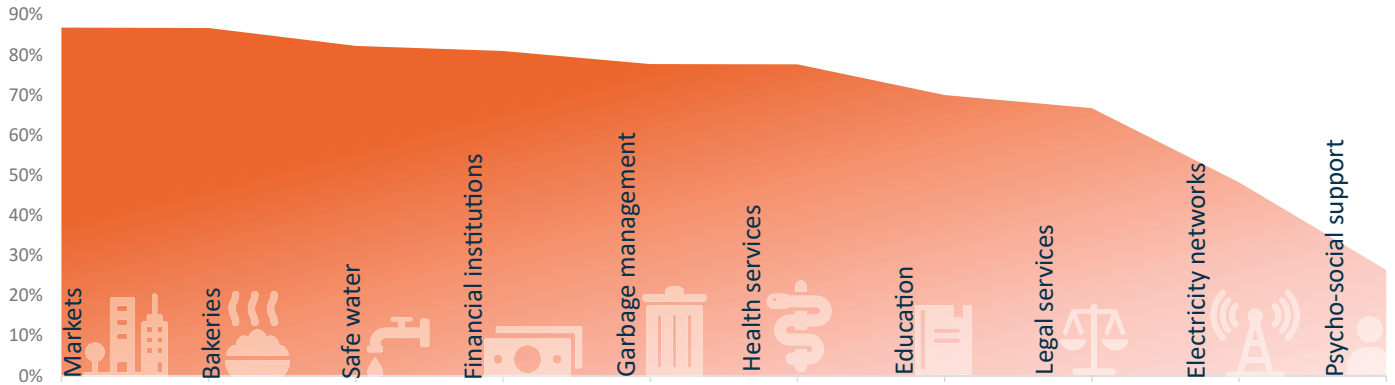 90%
80%
70%
60%
50%
40%
30%
20%
10%
0%
Markets
Bakeries
Safe water
Financial institutions
Garbage management
Health services
Education
Legal services
Electricity networks
Psycho-social support